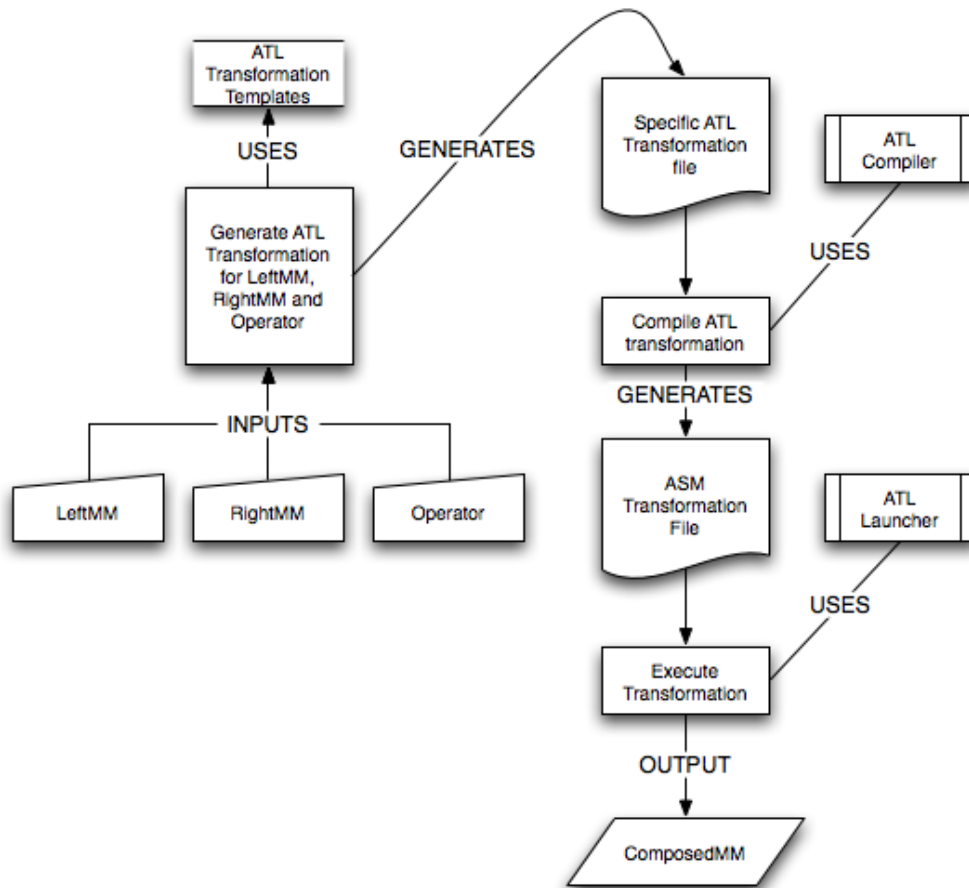 ATL
Transformation
Templates
USES
GENERATES
Generate ATL
Transformation
for LeftMM,
RightMM and
Operator
INPUTS
LeftMM
RightMM
Operator
Specific ATL
Transformation
file
ATL
Compiler
USES
Compile ATL
transformation
GENERATES
ASM
Transformation
File
ATL
Launcher
USES
Execute
Transformation
OUTPUT
ComposedMM